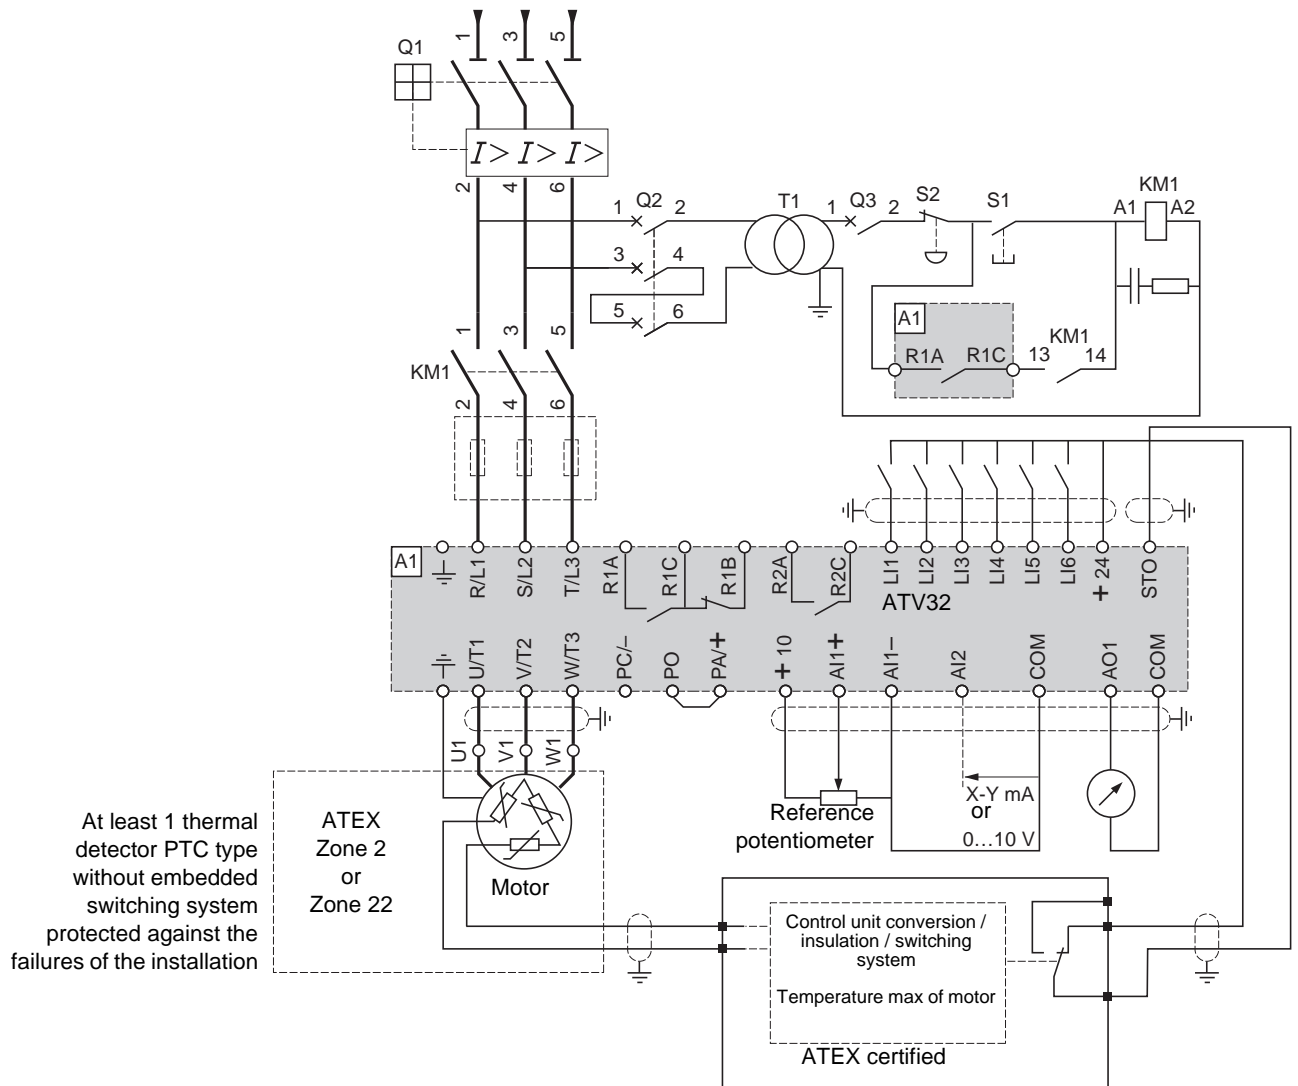 1 3 5
Q1
I> I> I>
2 4 6
1 Q2 2 T1 1 Q3 2 S2 S1 KM1
A1 A2
3 4
5 6
A1
R1A R1C 13 KM1 14
1 3 5
KM1
2 4 6
A1
R/L1 S/L2 T/L3 R1A R1C R1B R2A R2C LI1 LI2 LI3 LI4 LI5 LI6 +24 STO
ATV32
U/T1 V/T2 W/T3 PC/– PO PA/+ +10 AI1+ AI1– AI2 COM AO1 COM
U1 V1 W1
X-Y mA
or
0...10 V
Reference
potentiometer
At least 1 thermal
detector PTC type
without embedded
switching system
protected against the
failures of the installation
ATEX
Zone 2
or
Zone 22
Motor
Control unit conversion /
insulation / switching
system
Temperature max of motor
ATEX certified